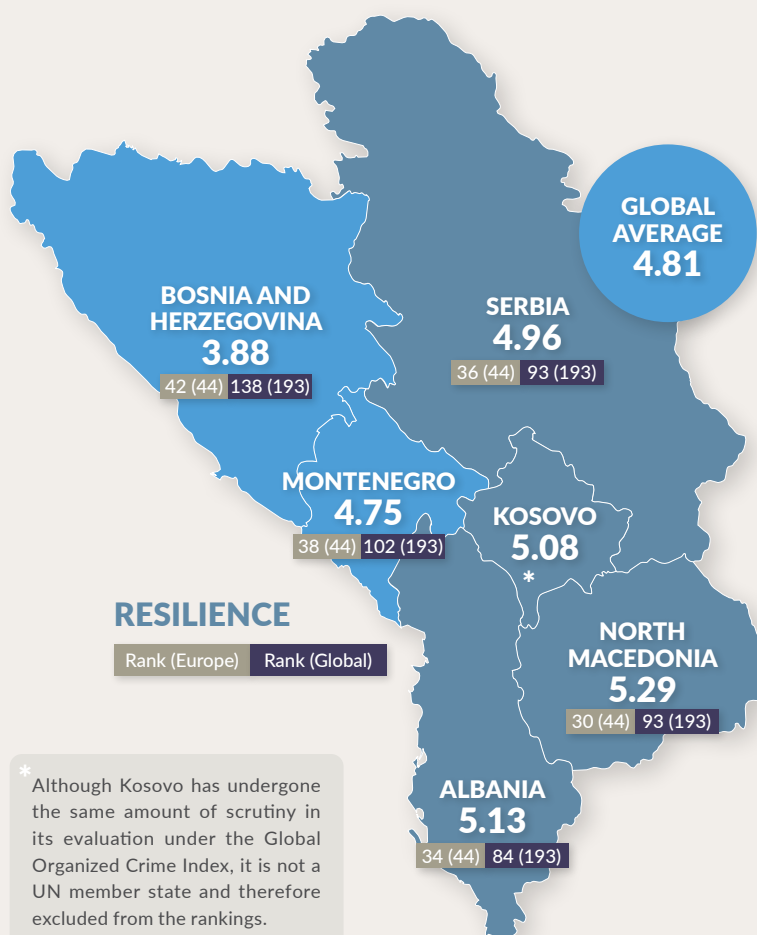 GLOBAL
AVERAGE
4.81
BOSNIA AND
HERZEGOVINA
3.88
42 (44) 138 (193)
SERBIA
4.96
36 (44) 93 (193)
MONTENEGRO
4.75
38 (44) 102 (193)
KOSOVO
5.08
*
RESILIENCE
Rank (Europe) Rank (Global)
NORTH
MACEDONIA
5.29
30 (44) 93 (193)
ALBANIA
5.13
34 (44) 84 (193)
*
Although Kosovo has undergone
the same amount of scrutiny in
its evaluation under the Global
Organized Crime Index, it is not a
UN member state and therefore
excluded from the rankings.